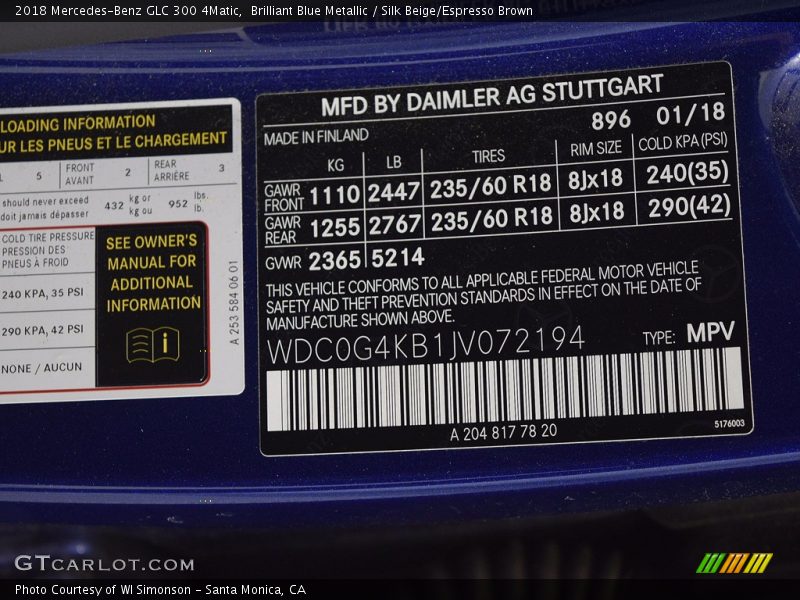 2018 Mercedes-Benz GLC 300 4Matic,  Brilliant Blue Metallic / Silk Beige/Espresso Brown
LOADING INFORMATION
UR LES PNEUS ET LE CHARGEMENT
5 FRONT AVANT 2 REAR ARRIÈRE 3
should never exceed
doit jamais dépasser
432 kg or kg ou 952 lbs. lb.
COLD TIRE PRESSURE
PRESSION DES
PNEUS À FROID
240 KPA, 35 PSI
290 KPA, 42 PSI
NONE / AUCUN
SEE OWNER'S
MANUAL FOR
ADDITIONAL
INFORMATION
i
A 253 584 06 01
MFD BY DAIMLER AG STUTTGART
896 01/18
MADE IN FINLAND
KG LB TIRES RIM SIZE COLD KPA(PSI)
GAWR FRONT 1110 2447 235/60 R18 8Jx18 240(35)
GAWR REAR 1255 2767 235/60 R18 8Jx18 290(42)
GVWR 2365 5214
THIS VEHICLE CONFORMS TO ALL APPLICABLE FEDERAL MOTOR VEHICLE
SAFETY AND THEFT PREVENTION STANDARDS IN EFFECT ON THE DATE OF
MANUFACTURE SHOWN ABOVE.
WDC0G4KB1JV072194 TYPE: MPV
A 204 817 78 20
5176003
GTCARLOT.COM
Photo Courtesy of WI Simonson - Santa Monica, CA